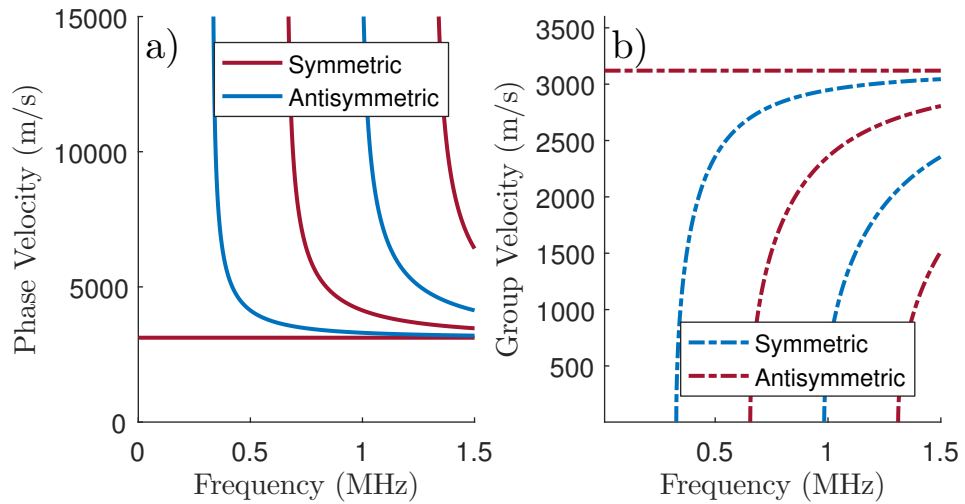 a)
Symmetric
Antisymmetric
Phase Velocity (m/s)
15000
10000
5000
0
0
0.5
1
1.5
Frequency (MHz)
b)
Symmetric
Antisymmetric
Group Velocity (m/s)
3500
3000
2500
2000
1500
1000
500
0.5
1
1.5
Frequency (MHz)